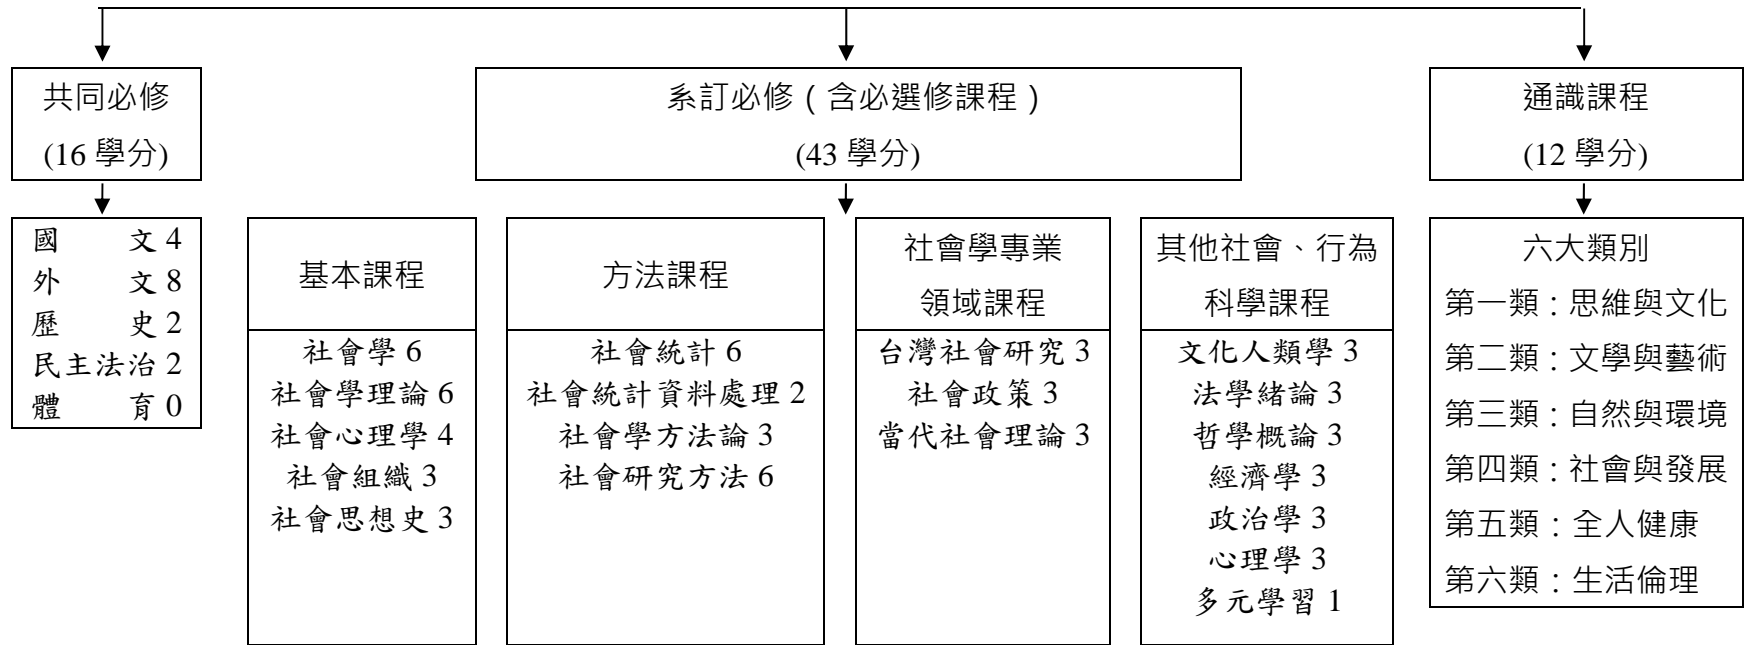 共同必修
(16 學分)
系訂必修（含必選修課程）
(43 學分)
通識課程
(12 學分)
國 文 4
外 文 8
歷 史 2
民主法治 2
體 育 0
基本課程
社會學 6
社會學理論 6
社會心理學 4
社會組織 3
社會思想史 3
方法課程
社會統計 6
社會統計資料處理 2
社會學方法論 3
社會研究方法 6
社會學專業
領域課程
台灣社會研究 3
社會政策 3
當代社會理論 3
其他社會、行為
科學課程
文化人類學 3
法學緒論 3
哲學概論 3
經濟學 3
政治學 3
心理學 3
多元學習 1
六大類別
第一類：思維與文化
第二類：文學與藝術
第三類：自然與環境
第四類：社會與發展
第五類：全人健康
第六類：生活倫理